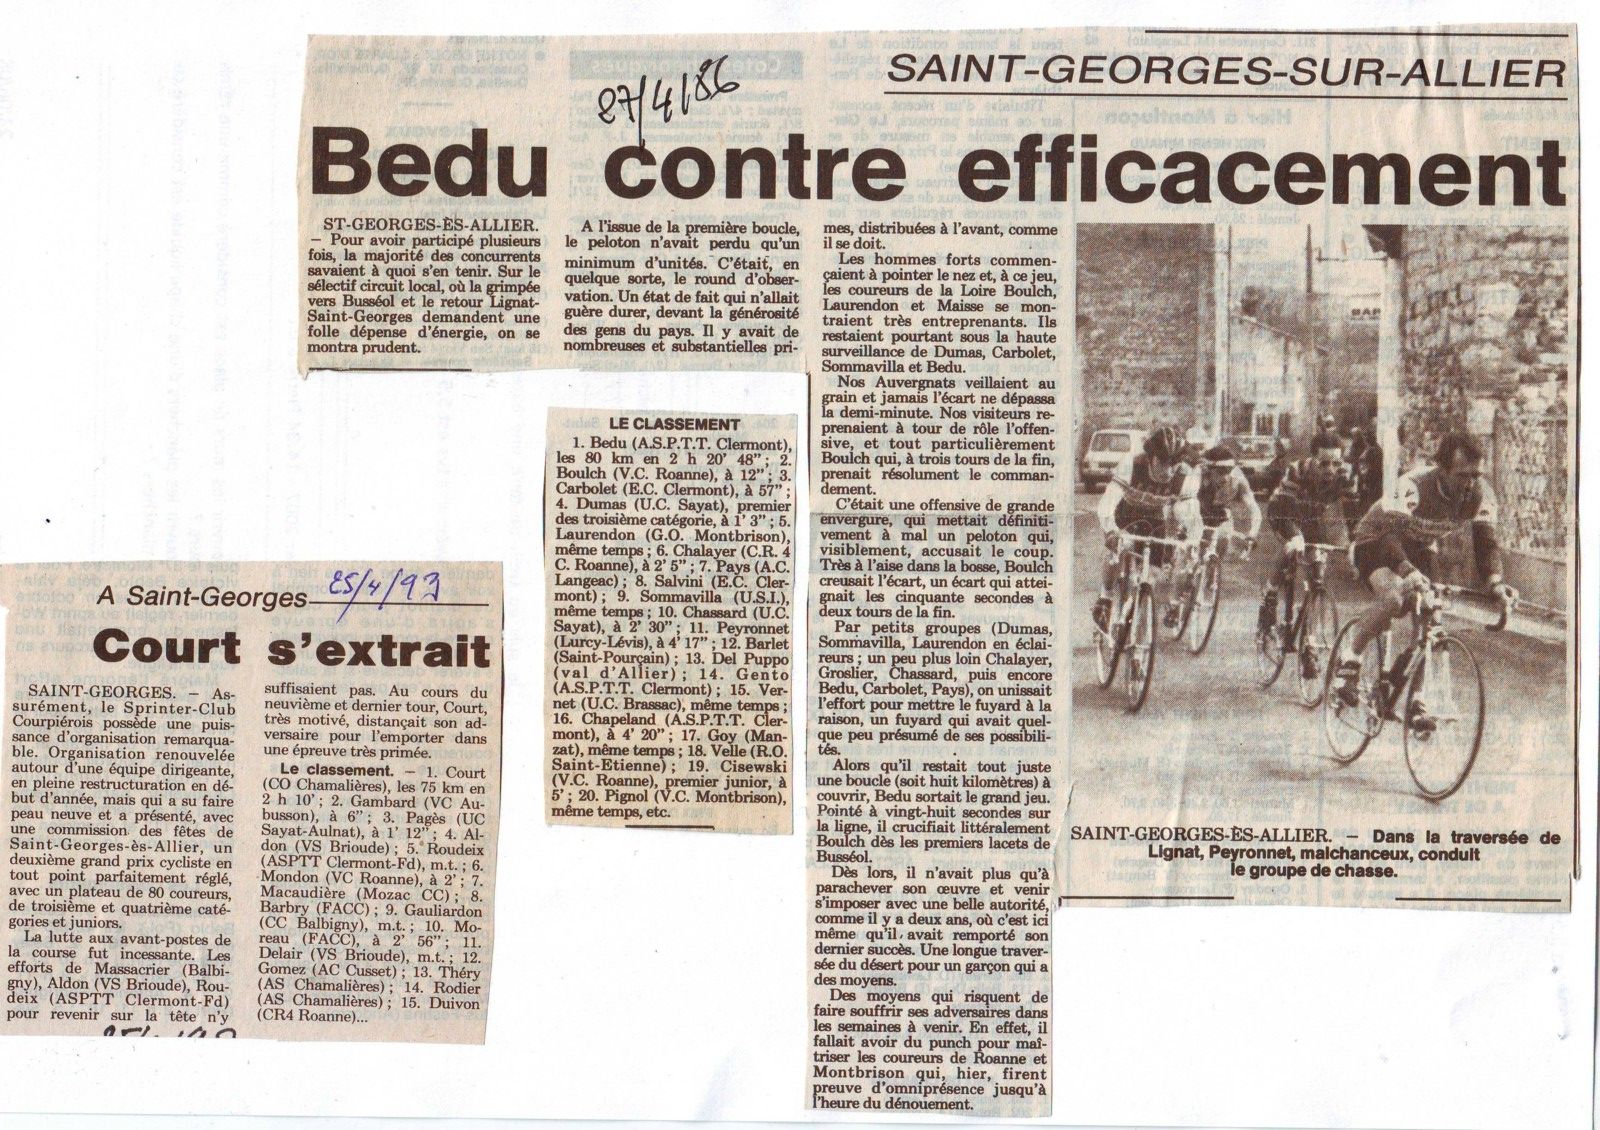 SAINT-GEORGES-SUR-ALLIER
27/4/86
Bedu contre efficacement
ST-GEORGES-ÈS-ALLIER.
– Pour avoir participé plusieurs
fois, la majorité des concurrents
savaient à quoi s'en tenir. Sur le
sélectif circuit local, où la grimpée
vers Busséol et le retour Lignat-
Saint-Georges demandent une
folle dépense d'énergie, on se
montra prudent.
A l'issue de la première boucle,
le peloton n'avait perdu qu'un
minimum d'unités. C'était, en
quelque sorte, le round d'obser-
vation. Un état de fait qui n'allait
guère durer, devant la générosité
des gens du pays. Il y avait de
nombreuses et substantielles pri-
mes, distribuées à l'avant, comme
il se doit.
Les hommes forts commen-
çaient à pointer le nez et, à ce jeu,
les coureurs de la Loire Boulch,
Laurendon et Maisse se mon-
traient très entreprenants. Ils
restaient pourtant sous la haute
surveillance de Dumas, Carbolet,
Sommavilla et Bedu.
Nos Auvergnats veillaient au
grain et jamais l'écart ne dépassa
la demi-minute. Nos visiteurs re-
prenaient à tour de rôle l'offen-
sive, et tout particulièrement
Boulch qui, à trois tours de la fin,
prenait résolument le comman-
dement.
C'était une offensive de grande
envergure, qui mettait définiti-
vement à mal un peloton qui,
visiblement, accusait le coup.
Très à l'aise dans la bosse, Boulch
creusait l'écart, un écart qui attei-
gnait les cinquante secondes à
deux tours de la fin.
Par petits groupes (Dumas,
Sommavilla, Laurendon en éclai-
reurs ; un peu plus loin Chalayer,
Groslier, Chassard, puis encore
Bedu, Carbolet, Pays), on unissait
l'effort pour mettre le fuyard à la
raison, un fuyard qui avait quel-
que peu présumé de ses possibili-
tés.
Alors qu'il restait tout juste
une boucle (soit huit kilomètres) à
couvrir, Bedu sortait le grand jeu.
Pointé à vingt-huit secondes sur
la ligne, il crucifiait littéralement
Boulch dès les premiers lacets de
Busséol.
Dès lors, il n'avait plus qu'à
parachever son œuvre et venir
s'imposer avec une belle autorité,
comme il y a deux ans, où c'est ici
même qu'il avait remporté son
dernier succès. Une longue traver-
sée du désert pour un garçon qui a
des moyens.
Des moyens qui risquent de
faire souffrir ses adversaires dans
les semaines à venir. En effet, il
fallait avoir du punch pour maî-
triser les coureurs de Roanne et
Montbrison qui, hier, firent
preuve d'omniprésence jusqu'à
l'heure du dénouement.
SAINT-GEORGES-ÈS-ALLIER. – Dans la traversée de
Lignat, Peyronnet, malchanceux, conduit
le groupe de chasse.
LE CLASSEMENT
1. Bedu (A.S.P.T.T. Clermont),
les 80 km en 2 h 20' 48" ; 2.
Boulch (V.C. Roanne), à 12" ; 3.
Carbolet (E.C. Clermont), à 57" ;
4. Dumas (U.C. Sayat), premier
des troisième catégorie, à 1' 3" ; 5.
Laurendon (G.O. Montbrison),
même temps ; 6. Chalayer (C.R. 4
C. Roanne), à 2' 5" ; 7. Pays (A.C.
Langeac) ; 8. Salvini (E.C. Cler-
mont) ; 9. Sommavilla (U.S.I.),
même temps ; 10. Chassard (U.C.
Sayat), à 2' 30" ; 11. Peyronnet
(Lurcy-Lévis), à 4' 17" ; 12. Barlet
(Saint-Pourçain) ; 13. Del Puppo
(val d'Allier) ; 14. Gento
(A.S.P.T.T. Clermont) ; 15. Ver-
net (U.C. Brassac), même temps ;
16. Chapeland (A.S.P.T.T. Cler-
mont), à 4' 20" ; 17. Goy (Man-
zat), même temps ; 18. Velle (R.O.
Saint-Etienne) ; 19. Cisewski
(V.C. Roanne), premier junior, à
5' ; 20. Pignol (V.C. Montbrison),
même temps, etc.
A Saint-Georges 25/4/93
Court s'extrait
SAINT-GEORGES. – As-
surément, le Sprinter-Club
Courpiérois possède une puis-
sance d'organisation remarqua-
ble. Organisation renouvelée
autour d'une équipe dirigeante,
en pleine restructuration en dé-
but d'année, mais qui a su faire
peau neuve et a présenté, avec
une commission des fêtes de
Saint-Georges-ès-Allier, un
deuxième grand prix cycliste en
tout point parfaitement réglé,
avec un plateau de 80 coureurs,
de troisième et quatrième caté-
gories et juniors.
La lutte aux avant-postes de
la course fut incessante. Les
efforts de Massacrier (Balbi-
gny), Aldon (VS Brioude), Rou-
deix (ASPTT Clermont-Fd)
pour revenir sur la tête n'y
suffisaient pas. Au cours du
neuvième et dernier tour, Court,
très motivé, distançait son ad-
versaire pour l'emporter dans
une épreuve très primée.
Le classement. – 1. Court
(CO Chamalières), les 75 km en
2 h 10' ; 2. Gambard (VC Au-
busson), à 6" ; 3. Pagès (UC
Sayat-Aulnat), à 1' 12" ; 4. Al-
don (VS Brioude) ; 5. Roudeix
(ASPTT Clermont-Fd), m.t. ; 6.
Mondon (VC Roanne), à 2' ; 7.
Macaudière (Mozac CC) ; 8.
Barbry (FACC) ; 9. Gauliardon
(CC Balbigny), m.t. ; 10. Mo-
reau (FACC), à 2' 56" ; 11.
Delair (VS Brioude), m.t. ; 12.
Gomez (AC Cusset) ; 13. Théry
(AS Chamalières) ; 14. Rodier
(AS Chamalières) ; 15. Duivon
(CR4 Roanne)...